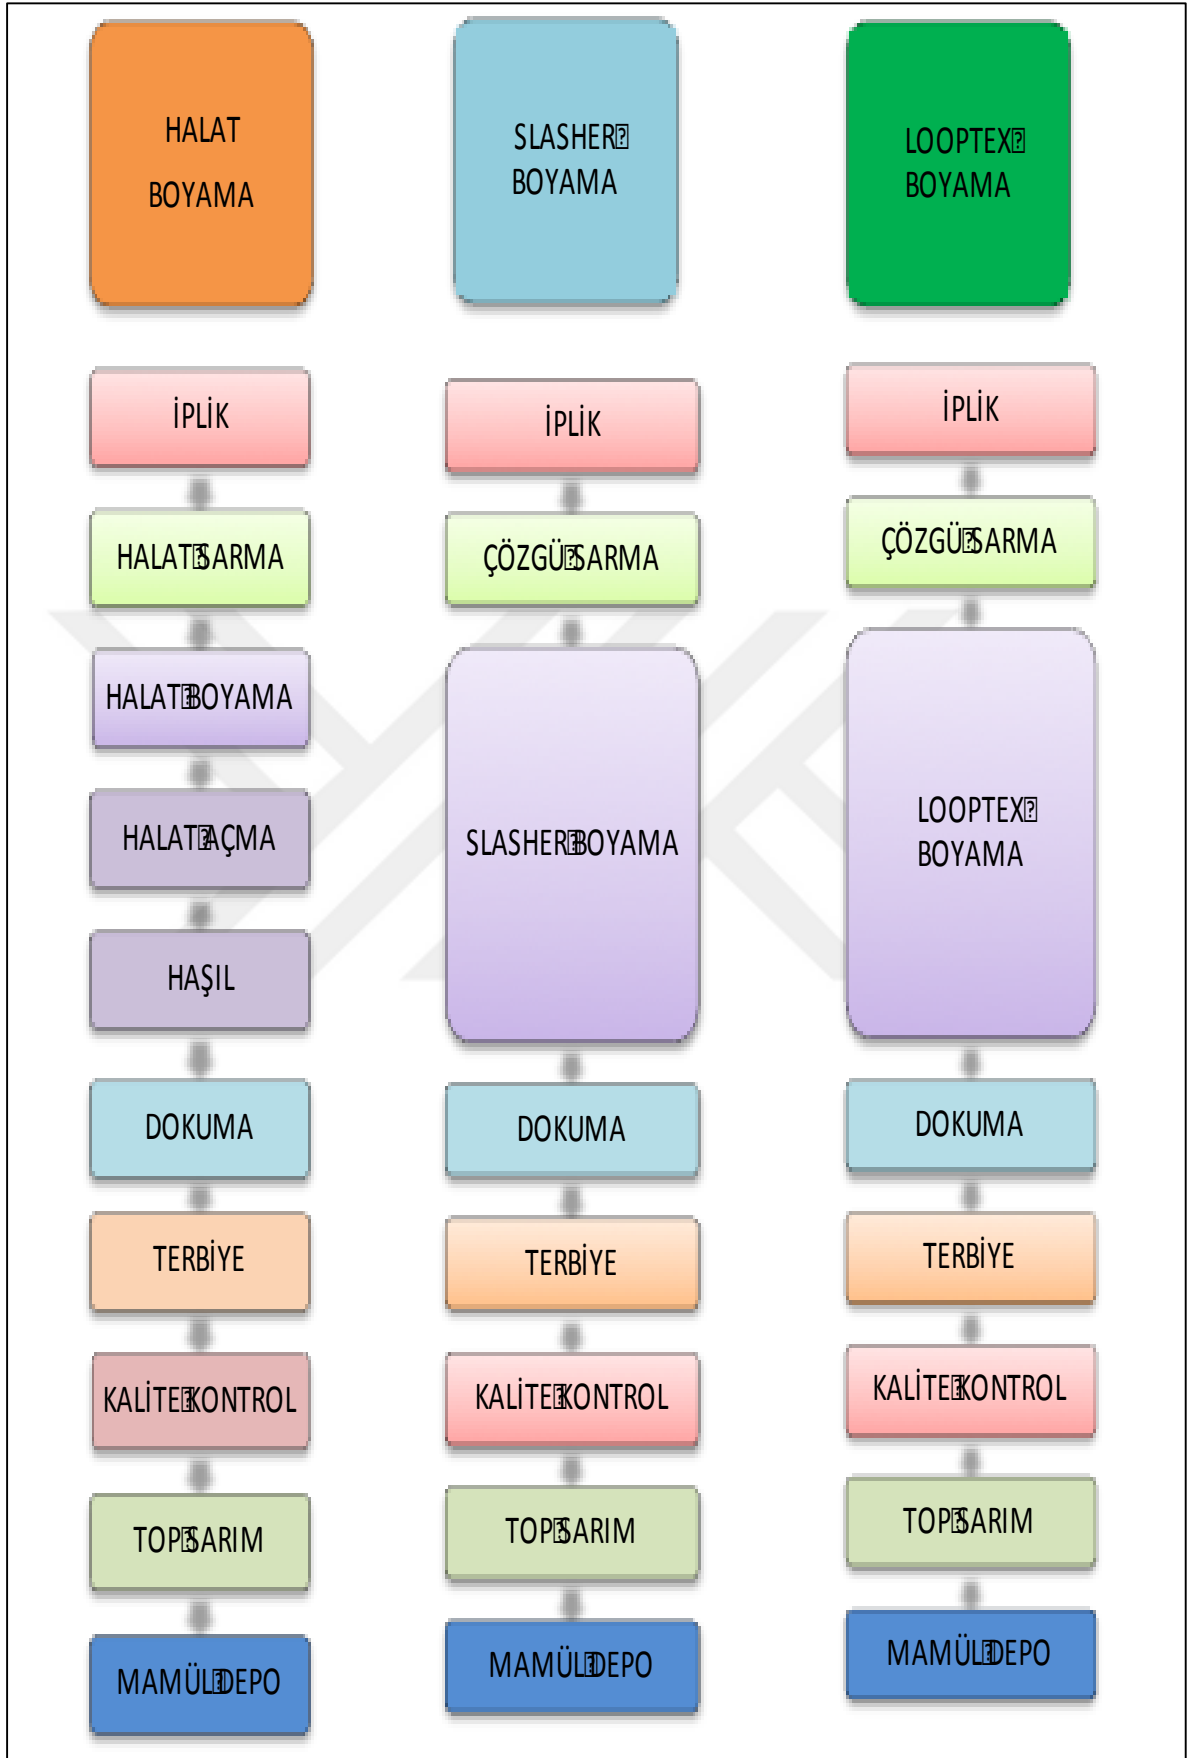 HALAT
BOYAMA
İPLİK
HALAT SARMA
HALAT BOYAMA
HALAT AÇMA
HAŞIL
DOKUMA
TERBİYE
KALİTE KONTROL
TOP SARIM
MAMÜL DEPO
SLASHER
BOYAMA
İPLİK
ÇÖZGÜ SARMA
SLASHER BOYAMA
DOKUMA
TERBİYE
KALİTE KONTROL
TOP SARIM
MAMÜL DEPO
LOOPTEX
BOYAMA
İPLİK
ÇÖZGÜ SARMA
LOOPTEX
BOYAMA
DOKUMA
TERBİYE
KALİTE KONTROL
TOP SARIM
MAMÜL DEPO